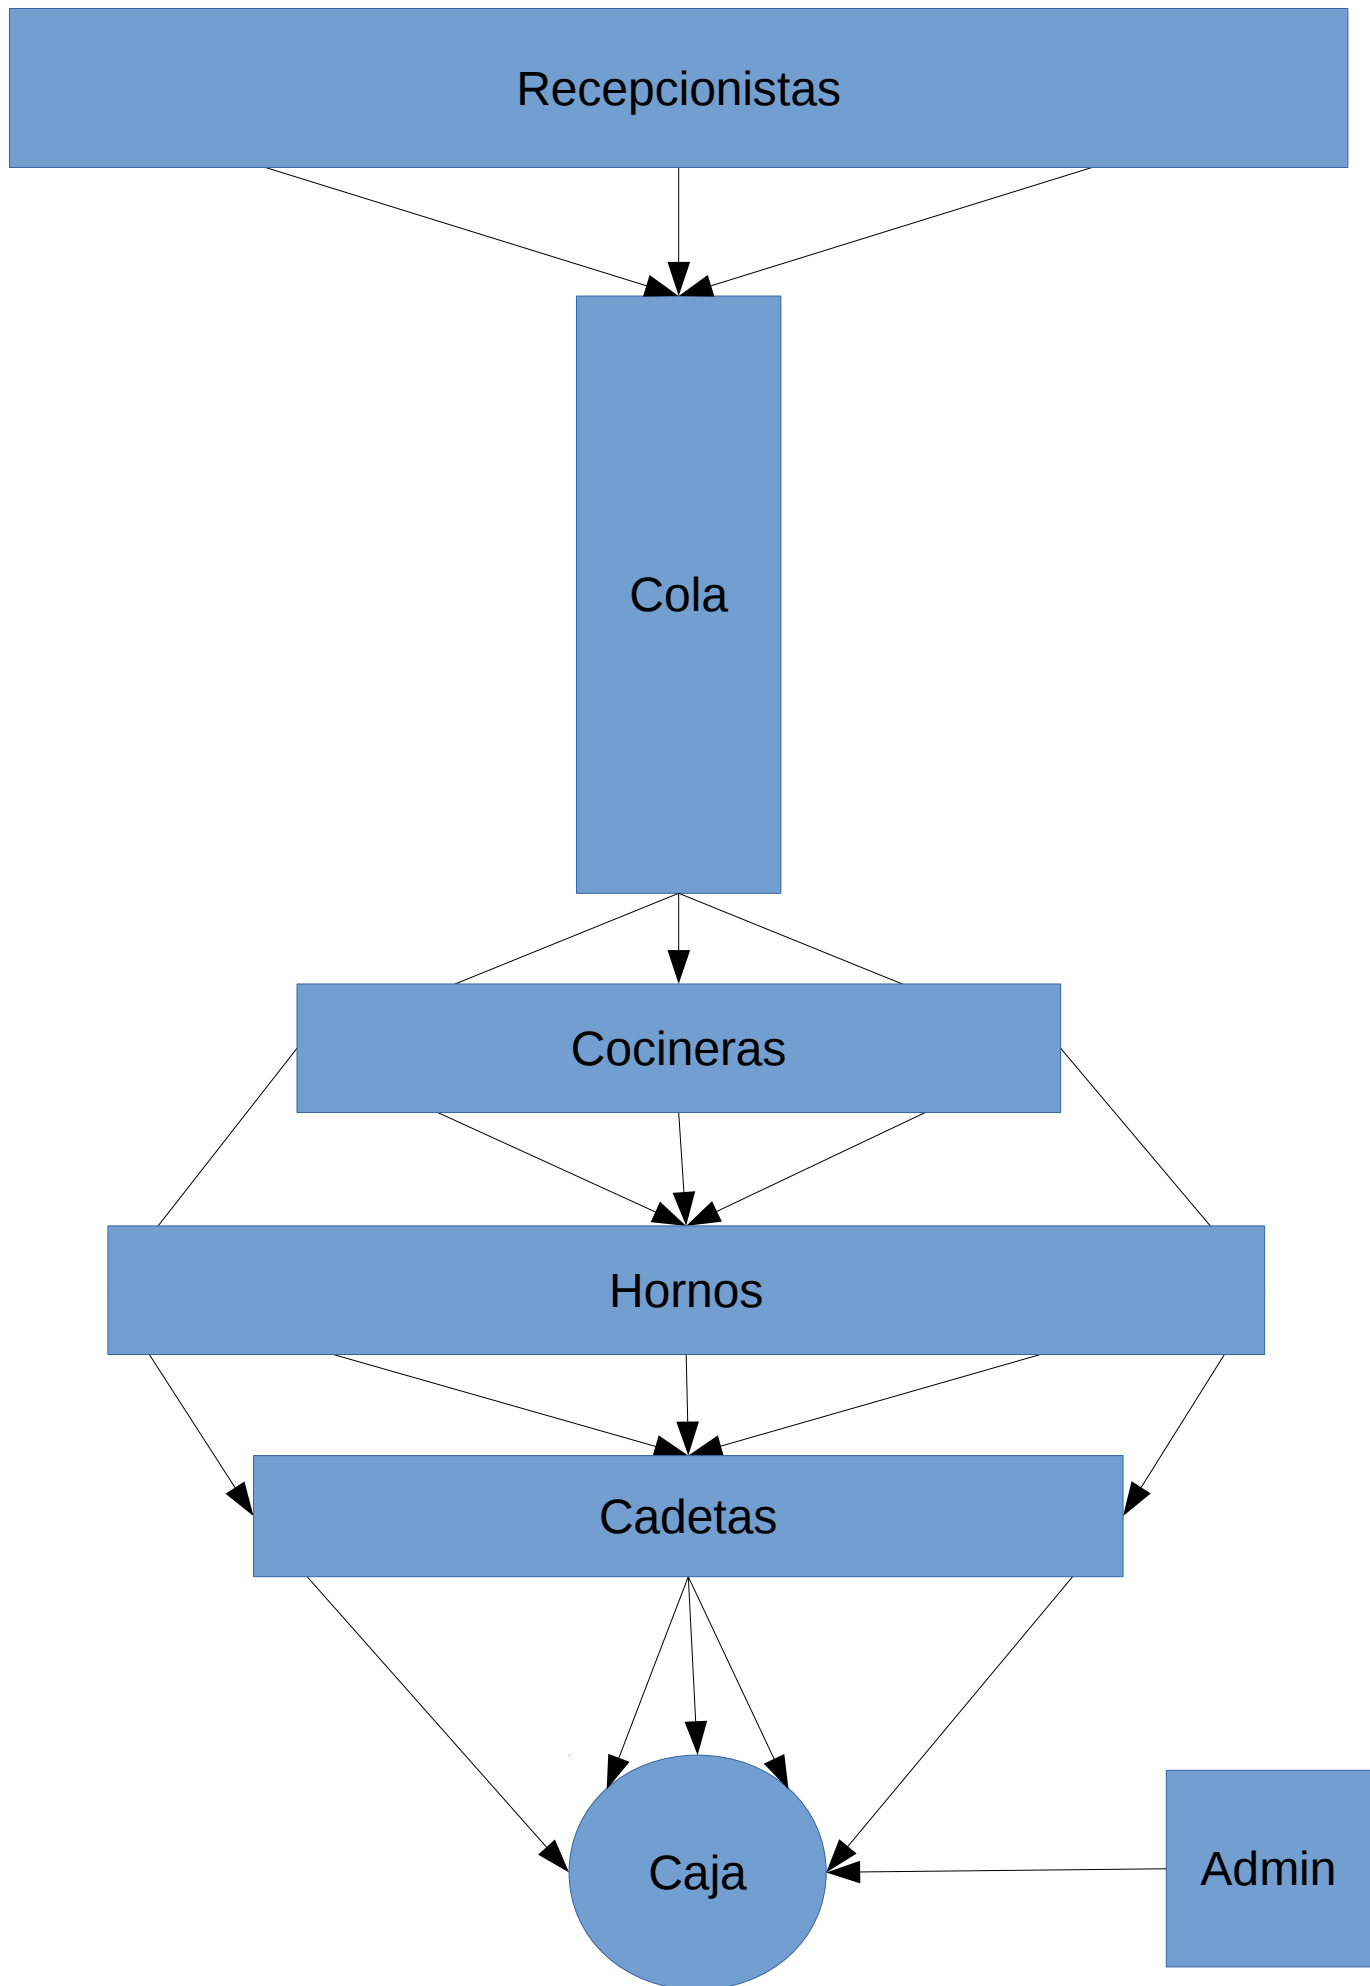 Recepcionistas
Cola
Cocineras
Hornos
Cadetas
Caja
Admin